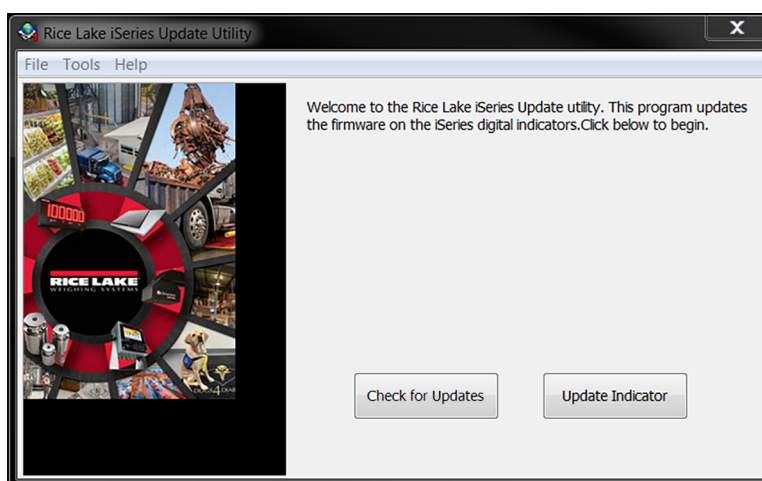 Rice Lake iSeries Update Utility
X
File Tools Help
Welcome to the Rice Lake iSeries Update utility. This program updates
the firmware on the iSeries digital indicators.Click below to begin.
100000
RICE LAKE
WEIGHING SYSTEMS
Check for Updates
Update Indicator